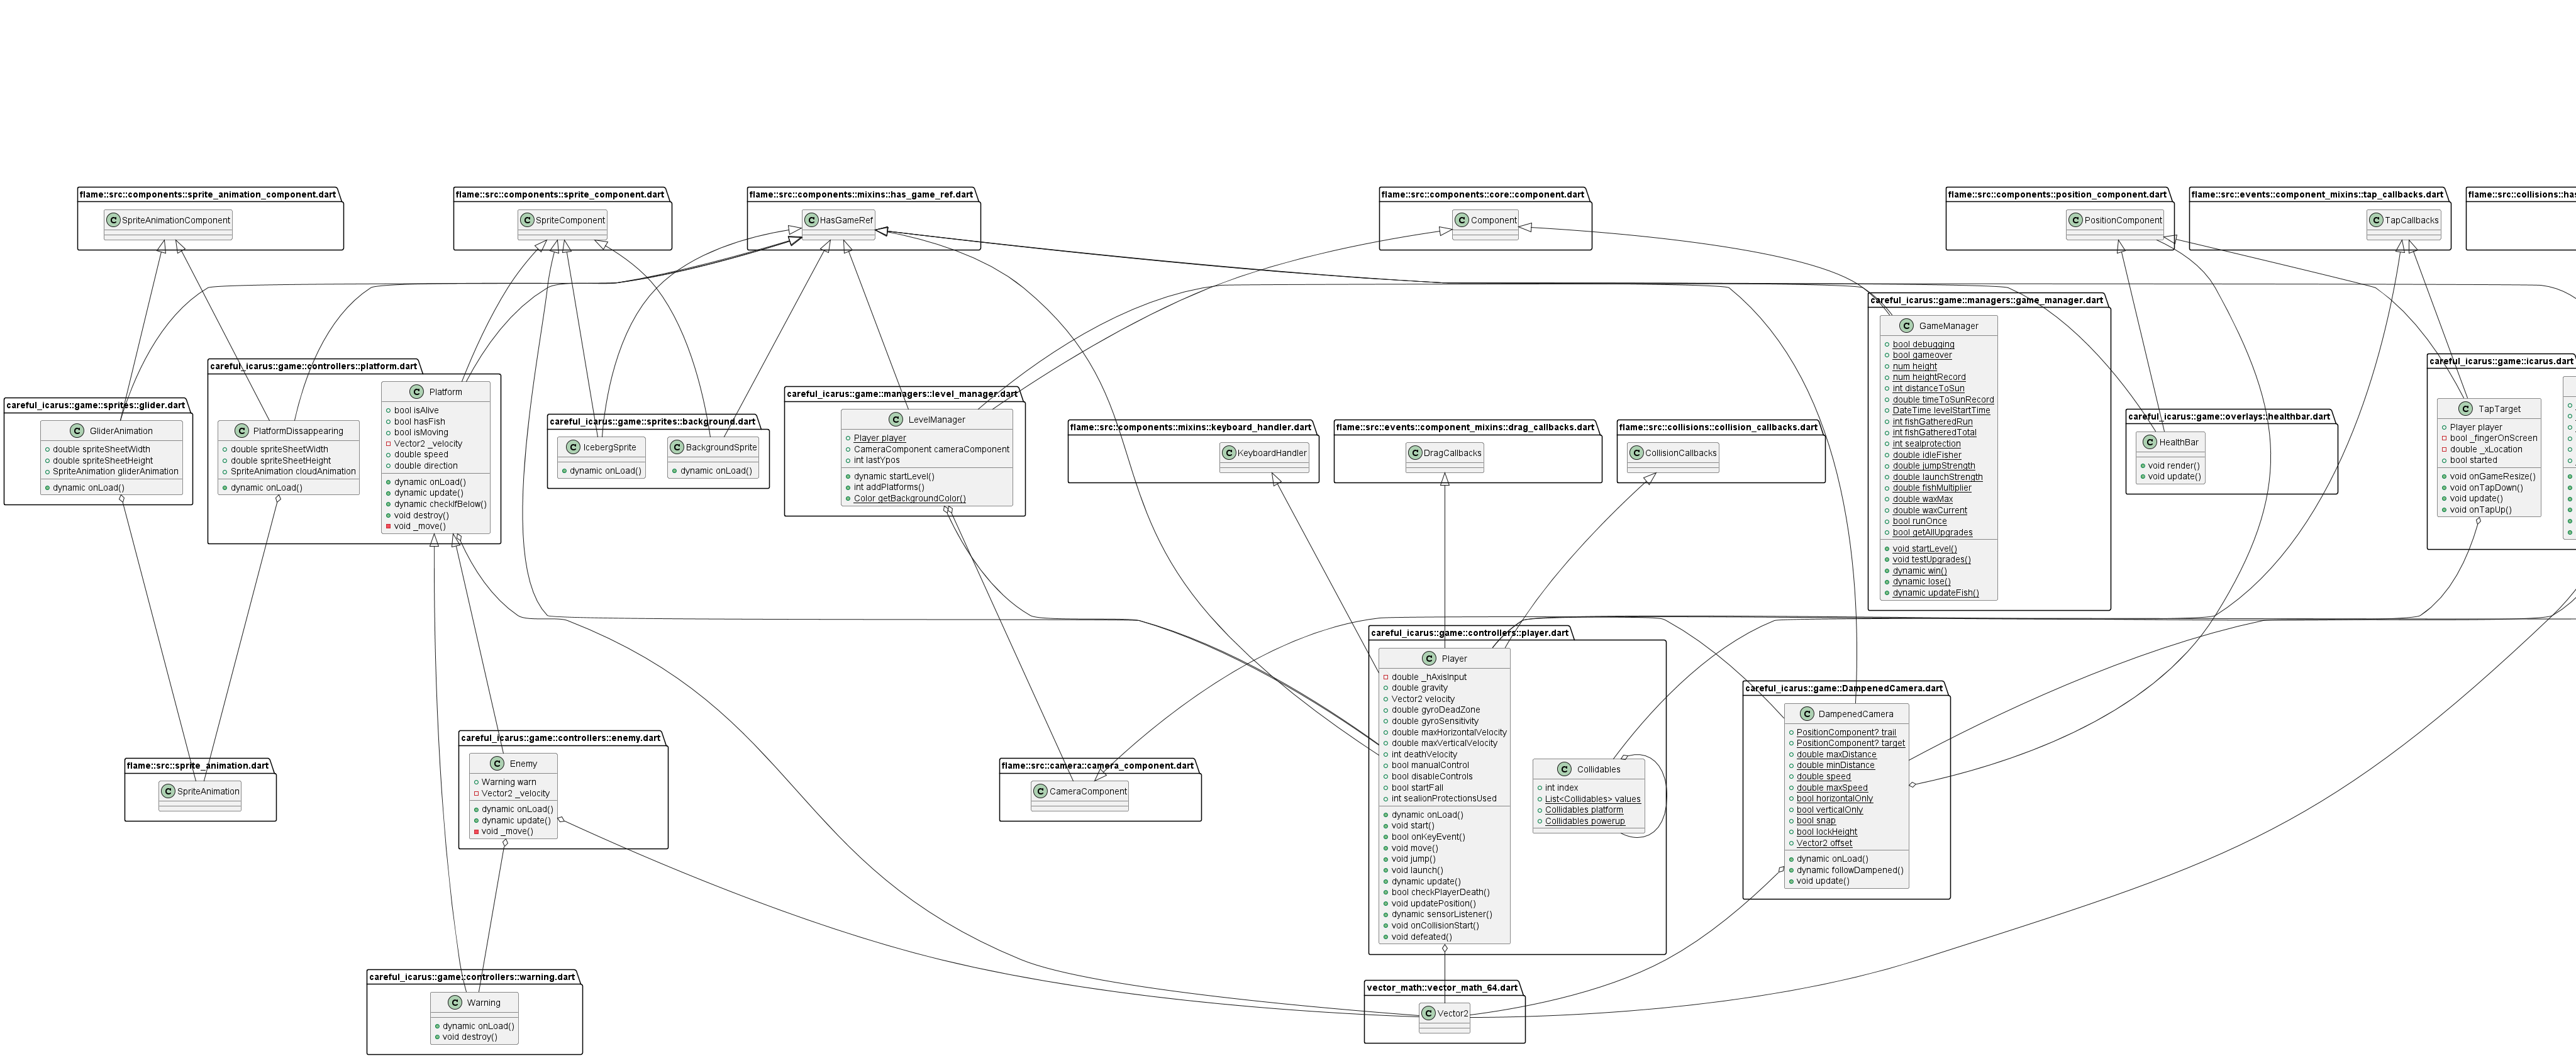 flame::src::components::sprite_animation_component.dart
SpriteAnimationComponent
flame::src::components::sprite_component.dart
SpriteComponent
flame::src::components::mixins::has_game_ref.dart
HasGameRef
flame::src::components::core::component.dart
Component
flame::src::components::position_component.dart
PositionComponent
flame::src::events::component_mixins::tap_callbacks.dart
TapCallbacks
flame::src::collisions::has
careful_icarus::game::managers::game_manager.dart
GameManager
bool debugging
bool gameover
num height
num heightRecord
int distanceToSun
double timeToSunRecord
DateTime levelStartTime
int fishGatheredRun
int fishGatheredTotal
int sealprotection
double idleFisher
double jumpStrength
double launchStrength
double fishMultiplier
double waxMax
double waxCurrent
bool runOnce
bool getAllUpgrades
void startLevel()
void testUpgrades()
dynamic win()
dynamic lose()
dynamic updateFish()
careful_icarus::game::sprites::glider.dart
GliderAnimation
double spriteSheetWidth
double spriteSheetHeight
SpriteAnimation gliderAnimation
dynamic onLoad()
careful_icarus::game::controllers::platform.dart
PlatformDissappearing
double spriteSheetWidth
double spriteSheetHeight
SpriteAnimation cloudAnimation
dynamic onLoad()
Platform
bool isAlive
bool hasFish
bool isMoving
Vector2 _velocity
double speed
double direction
dynamic onLoad()
dynamic update()
dynamic checkIfBelow()
void destroy()
void _move()
careful_icarus::game::sprites::background.dart
IcebergSprite
dynamic onLoad()
BackgroundSprite
dynamic onLoad()
careful_icarus::game::managers::level_manager.dart
LevelManager
Player player
CameraComponent cameraComponent
int lastYpos
dynamic startLevel()
int addPlatforms()
Color getBackgroundColor()
flame::src::components::mixins::keyboard_handler.dart
KeyboardHandler
flame::src::events::component_mixins::drag_callbacks.dart
DragCallbacks
flame::src::collisions::collision_callbacks.dart
CollisionCallbacks
careful_icarus::game::overlays::healthbar.dart
HealthBar
void render()
void update()
careful_icarus::game::icarus.dart
TapTarget
Player player
bool _fingerOnScreen
double _xLocation
bool started
void onGameResize()
void onTapDown()
void update()
void onTapUp()
flame::src::sprite_animation.dart
SpriteAnimation
careful_icarus::game::controllers::enemy.dart
Enemy
Warning warn
Vector2 _velocity
dynamic onLoad()
dynamic update()
void _move()
flame::src::camera::camera_component.dart
CameraComponent
careful_icarus::game::controllers::player.dart
Player
double _hAxisInput
double gravity
Vector2 velocity
double gyroDeadZone
double gyroSensitivity
double maxHorizontalVelocity
double maxVerticalVelocity
int deathVelocity
bool manualControl
bool disableControls
bool startFall
int sealionProtectionsUsed
dynamic onLoad()
void start()
bool onKeyEvent()
void move()
void jump()
void launch()
dynamic update()
bool checkPlayerDeath()
void updatePosition()
dynamic sensorListener()
void onCollisionStart()
void defeated()
Collidables
int index
List<Collidables> values
Collidables platform
Collidables powerup
careful_icarus::game::DampenedCamera.dart
DampenedCamera
PositionComponent? trail
PositionComponent? target
double maxDistance
double minDistance
double speed
double maxSpeed
bool horizontalOnly
bool verticalOnly
bool snap
bool lockHeight
Vector2 offset
dynamic onLoad()
dynamic followDampened()
void update()
careful_icarus::game::controllers::warning.dart
Warning
dynamic onLoad()
void destroy()
vector_math::vector_math_64.dart
Vector2